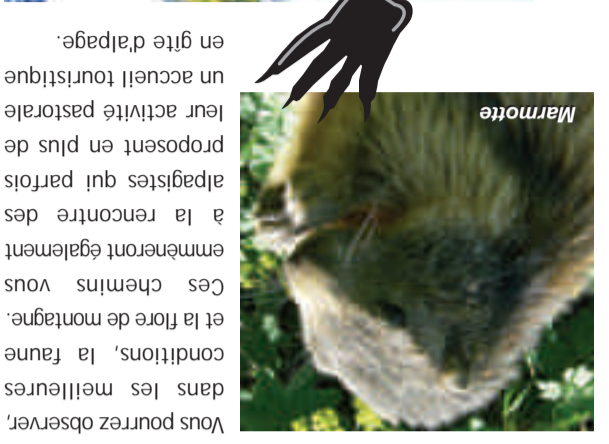 Vous pourrez observer,
dans les meilleures
conditions, la faune
et la flore de montagne.
Ces chemins vous
emmèneront également
à la rencontre des
alpagistes qui parfois
proposent en plus de
leur activité pastorale
un accueil touristique
en gîte d'alpage.
Marmotte